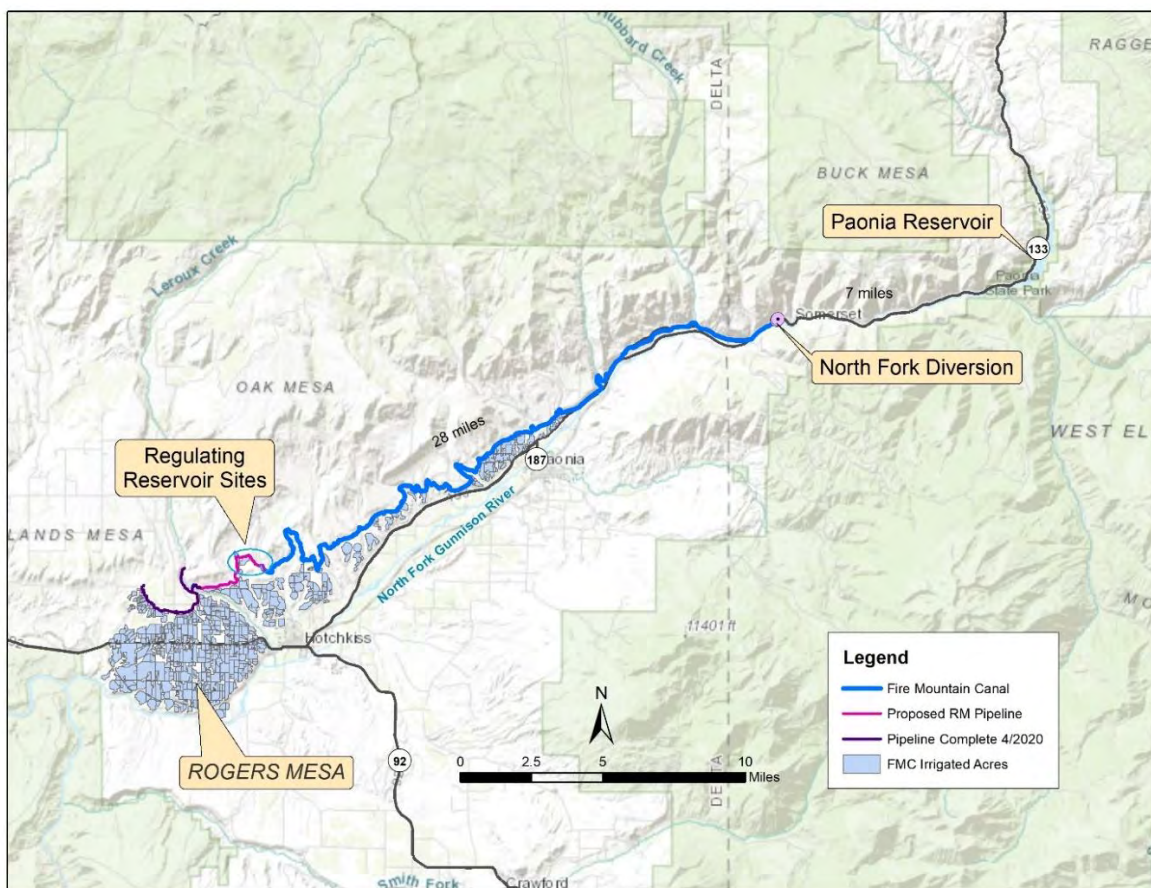 Hubbard Creek
DELTA
RAGGE
BUCK MESA
Paonia Reservoir
133
Paonia
State Park
Leroux Creek
7 miles
Somerset
North Fork Diversion
OAK MESA
28 miles
WEST EL
187
aonia
Regulating
Reservoir Sites
LANDS MESA
North Fork Gunnison River
Hotchkiss
11401 ft
ROGERS MESA
92
N
0 2.5 5 10
Miles
DELTA
Legend
Fire Mountain Canal
Proposed RM Pipeline
Pipeline Complete 4/2020
FMC Irrigated Acres
Smith Fork
Crawford